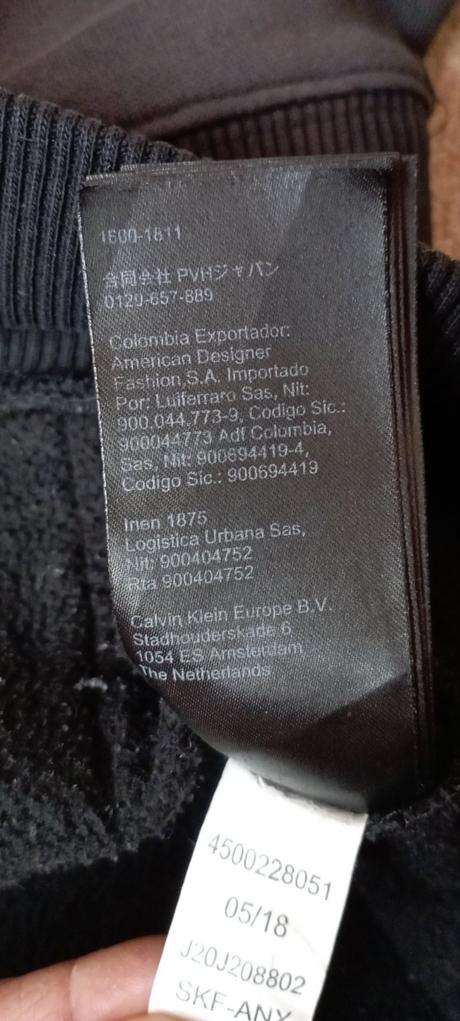 1600-1811
合同会社 PVHジャパン
0120-657-889
Colombia Exportador:
American Designer
Fashion,S.A. Importado
Por: Luiferraro Sas, Nit:
900.044.773-9, Codigo Sic.:
900044773 Adf Colombia,
Sas, Nit: 900694419-4,
Codigo Sic.: 900694419
Inen 1875
Logistica Urbana Sas,
Nit: 900404752
Rta 900404752
Calvin Klein Europe B.V.
Stadhouderskade 6
1054 ES Amsterdam
The Netherlands
4500228051
05/18
J20J208802
SKF-ANX